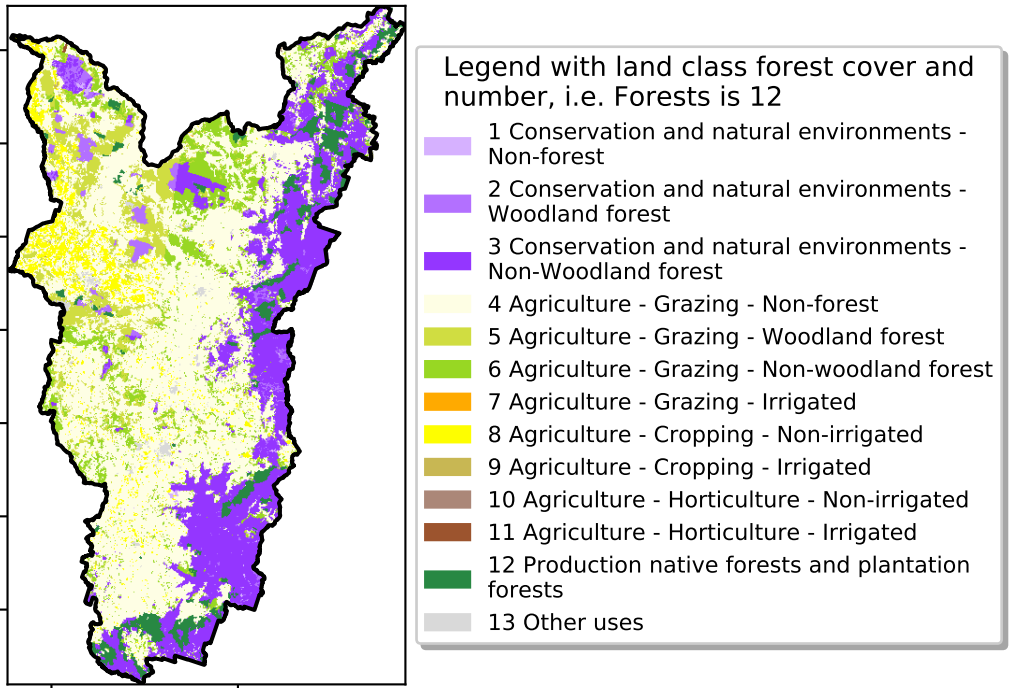 Legend with land class forest cover and
number, i.e. Forests is 12
1 Conservation and natural environments -
Non-forest
2 Conservation and natural environments -
Woodland forest
3 Conservation and natural environments -
Non-Woodland forest
4 Agriculture - Grazing - Non-forest
5 Agriculture - Grazing - Woodland forest
6 Agriculture - Grazing - Non-woodland forest
7 Agriculture - Grazing - Irrigated
8 Agriculture - Cropping - Non-irrigated
9 Agriculture - Cropping - Irrigated
10 Agriculture - Horticulture - Non-irrigated
11 Agriculture - Horticulture - Irrigated
12 Production native forests and plantation
forests
13 Other uses